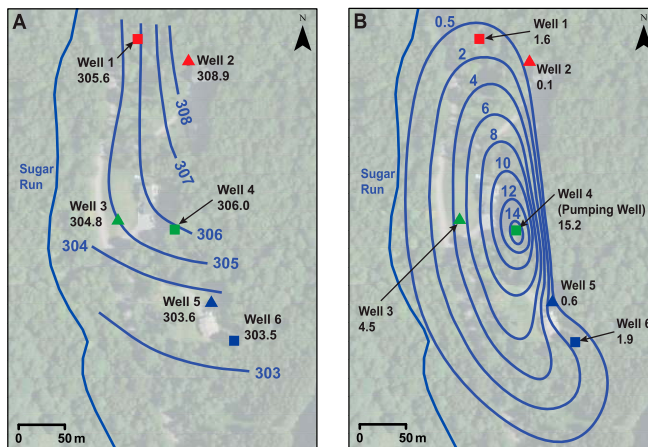 A
N
Well 1
305.6
Well 2
308.9
308
307
Sugar
Run
Well 3
304.8
Well 4
306.0
306
305
304
Well 5
303.6
Well 6
303.5
303
0
50 m
B
N
0.5
Well 1
1.6
2
Well 2
0.1
4
6
8
Sugar
Run
10
12
14
Well 4
(Pumping Well)
15.2
Well 3
4.5
Well 5
0.6
Well 6
1.9
0
50 m